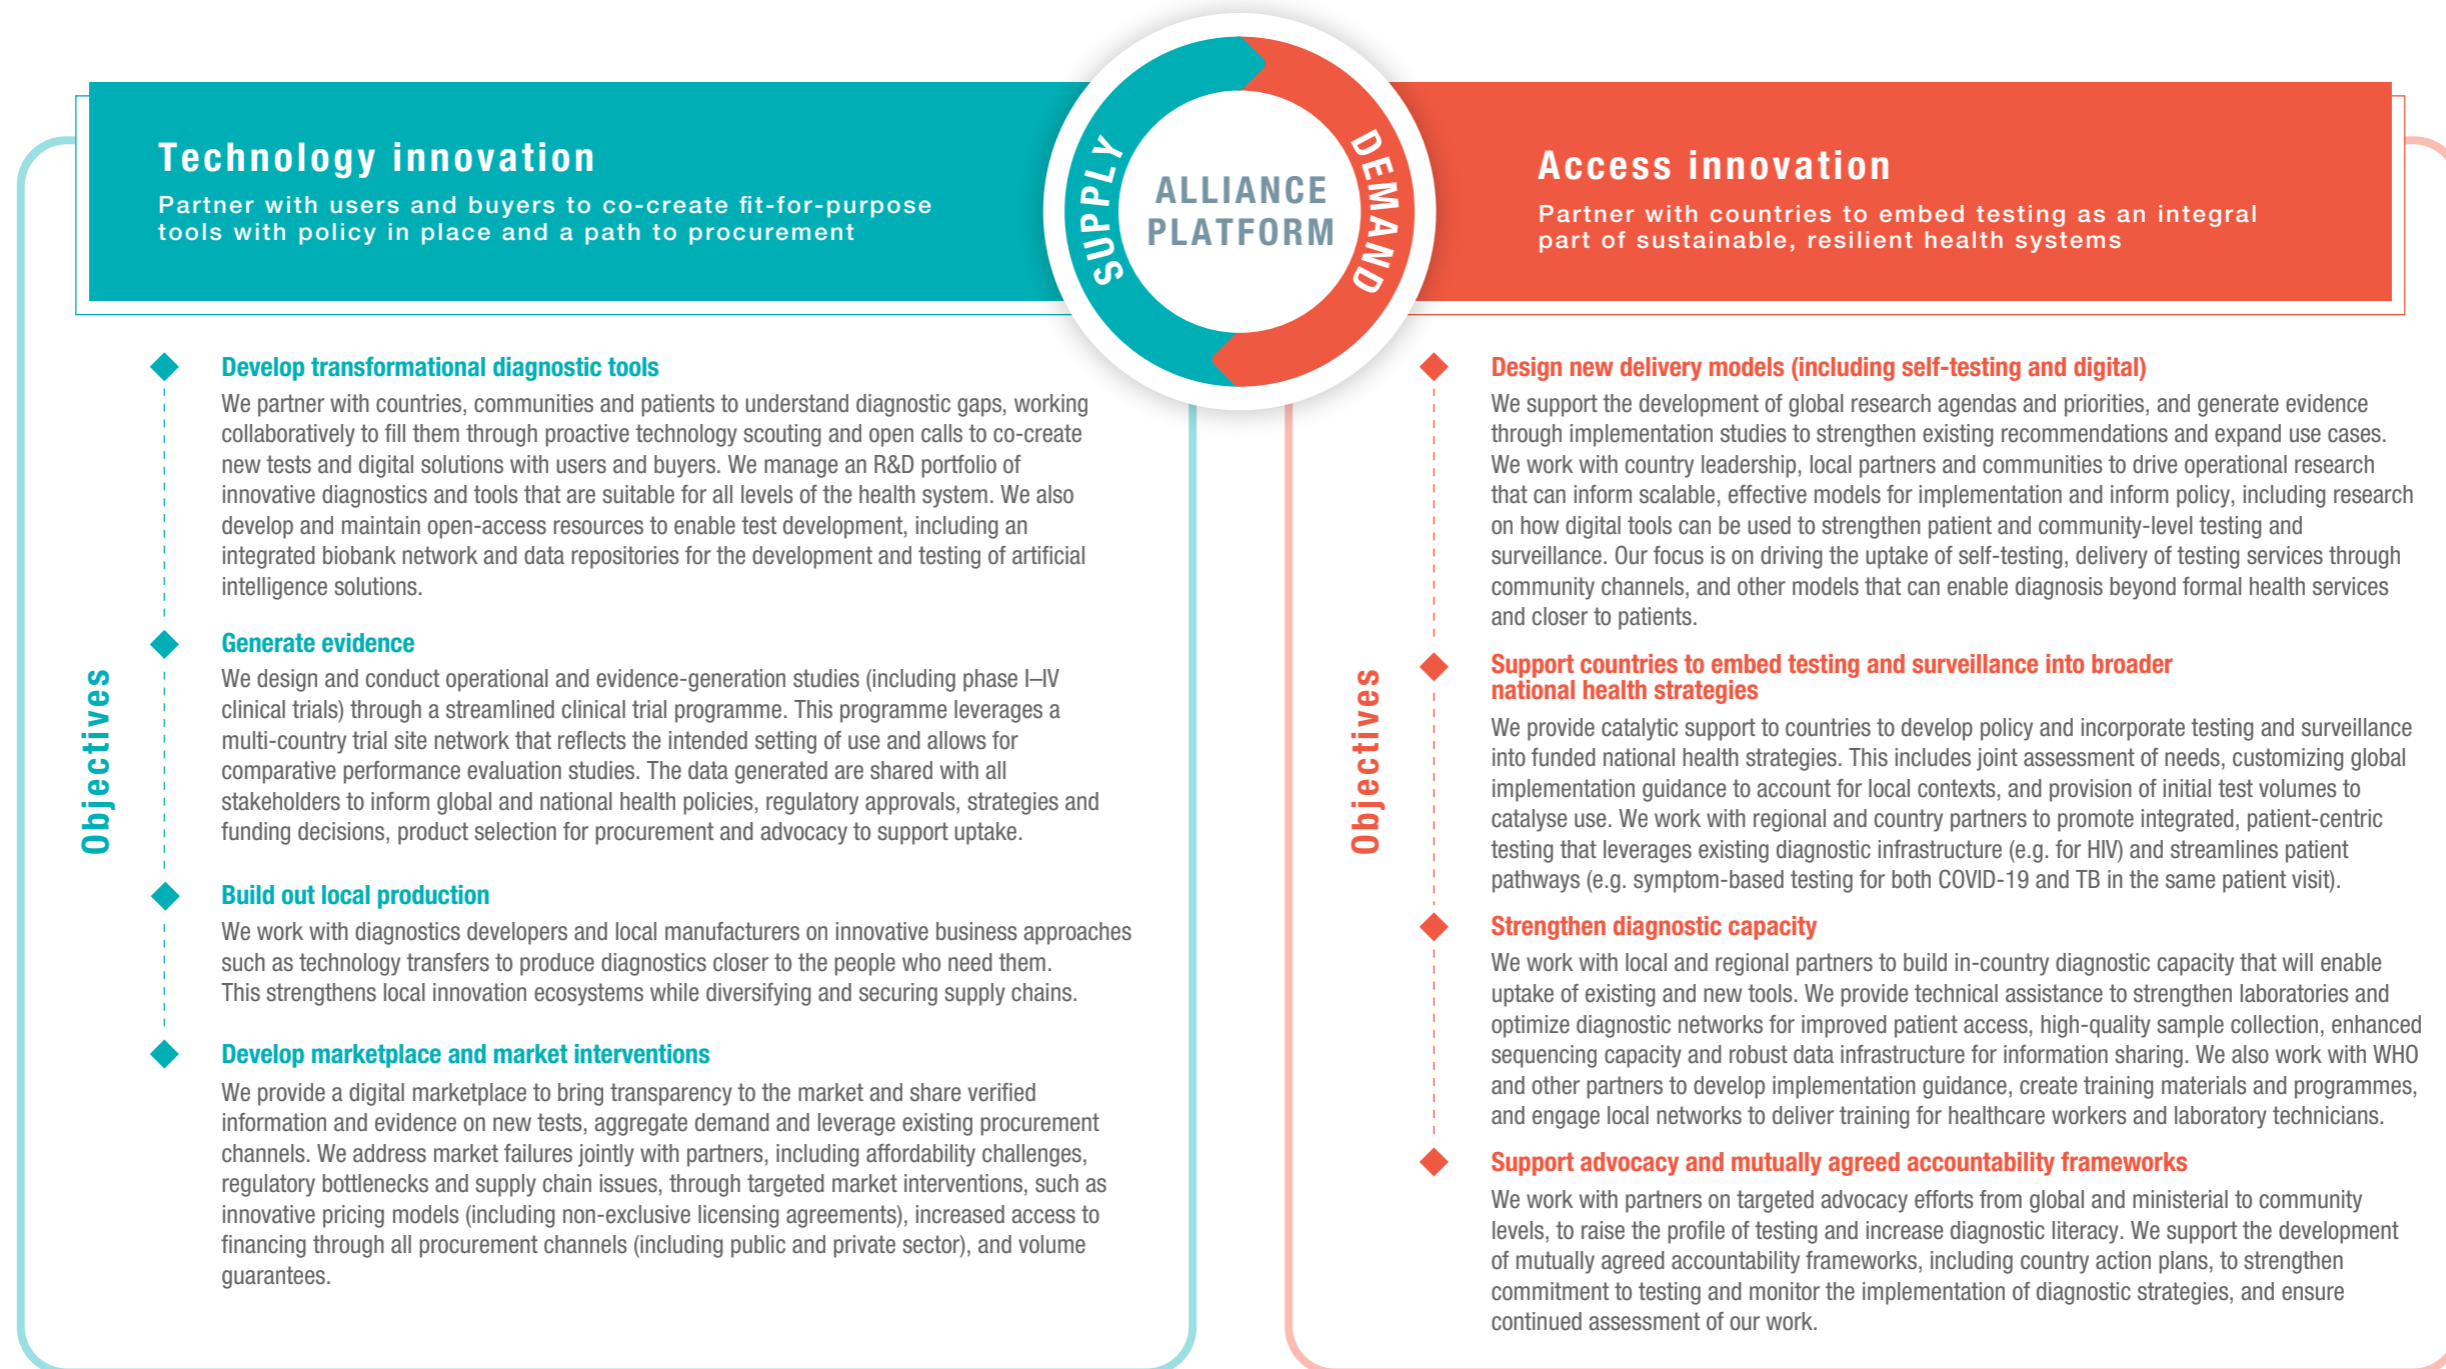 Technology innovation
Partner with users and buyers to co-create fit-for-purpose
tools with policy in place and a path to procurement
SUPPLY
ALLIANCE
PLATFORM
DEMAND
Access innovation
Partner with countries to embed testing as an integral
part of sustainable, resilient health systems
Objectives
Develop transformational diagnostic tools
We partner with countries, communities and patients to understand diagnostic gaps, working
collaboratively to fill them through proactive technology scouting and open calls to co-create
new tests and digital solutions with users and buyers. We manage an R&D portfolio of
innovative diagnostics and tools that are suitable for all levels of the health system. We also
develop and maintain open-access resources to enable test development, including an
integrated biobank network and data repositories for the development and testing of artificial
intelligence solutions.
Generate evidence
We design and conduct operational and evidence-generation studies (including phase I–IV
clinical trials) through a streamlined clinical trial programme. This programme leverages a
multi-country trial site network that reflects the intended setting of use and allows for
comparative performance evaluation studies. The data generated are shared with all
stakeholders to inform global and national health policies, regulatory approvals, strategies and
funding decisions, product selection for procurement and advocacy to support uptake.
Build out local production
We work with diagnostics developers and local manufacturers on innovative business approaches
such as technology transfers to produce diagnostics closer to the people who need them.
This strengthens local innovation ecosystems while diversifying and securing supply chains.
Develop marketplace and market interventions
We provide a digital marketplace to bring transparency to the market and share verified
information and evidence on new tests, aggregate demand and leverage existing procurement
channels. We address market failures jointly with partners, including affordability challenges,
regulatory bottlenecks and supply chain issues, through targeted market interventions, such as
innovative pricing models (including non-exclusive licensing agreements), increased access to
financing through all procurement channels (including public and private sector), and volume
guarantees.
Objectives
Design new delivery models (including self-testing and digital)
We support the development of global research agendas and priorities, and generate evidence
through implementation studies to strengthen existing recommendations and expand use cases.
We work with country leadership, local partners and communities to drive operational research
that can inform scalable, effective models for implementation and inform policy, including research
on how digital tools can be used to strengthen patient and community-level testing and
surveillance. Our focus is on driving the uptake of self-testing, delivery of testing services through
community channels, and other models that can enable diagnosis beyond formal health services
and closer to patients.
Support countries to embed testing and surveillance into broader
national health strategies
We provide catalytic support to countries to develop policy and incorporate testing and surveillance
into funded national health strategies. This includes joint assessment of needs, customizing global
implementation guidance to account for local contexts, and provision of initial test volumes to
catalyse use. We work with regional and country partners to promote integrated, patient-centric
testing that leverages existing diagnostic infrastructure (e.g. for HIV) and streamlines patient
pathways (e.g. symptom-based testing for both COVID-19 and TB in the same patient visit).
Strengthen diagnostic capacity
We work with local and regional partners to build in-country diagnostic capacity that will enable
uptake of existing and new tools. We provide technical assistance to strengthen laboratories and
optimize diagnostic networks for improved patient access, high-quality sample collection, enhanced
sequencing capacity and robust data infrastructure for information sharing. We also work with WHO
and other partners to develop implementation guidance, create training materials and programmes,
and engage local networks to deliver training for healthcare workers and laboratory technicians.
Support advocacy and mutually agreed accountability frameworks
We work with partners on targeted advocacy efforts from global and ministerial to community
levels, to raise the profile of testing and increase diagnostic literacy. We support the development
of mutually agreed accountability frameworks, including country action plans, to strengthen
commitment to testing and monitor the implementation of diagnostic strategies, and ensure
continued assessment of our work.